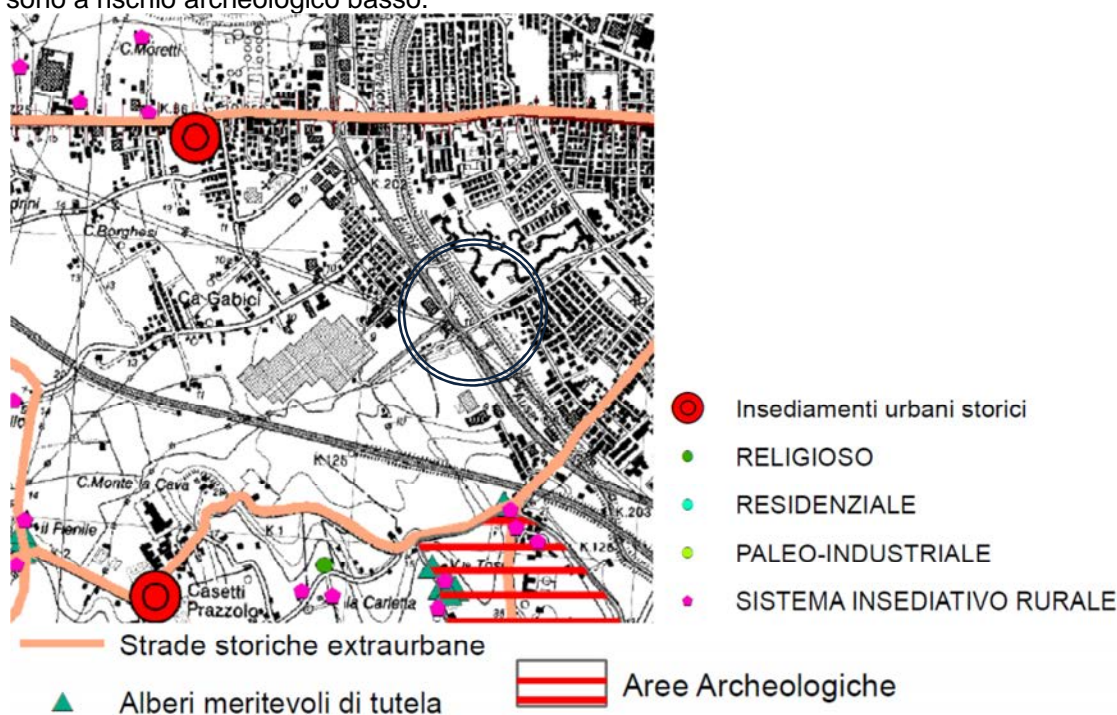 sono a rischio archeologico basso.
C.Moretti
K.86
K.202
C.Borghesi
Ca Gabici
C.Monte la Cava
K.126
K.203
il Fienile
K.1
K.126
Casetti
Prazzolo
la Carletta
Insediamenti urbani storici
RELIGIOSO
RESIDENZIALE
PALEO-INDUSTRIALE
SISTEMA INSEDIATIVO RURALE
Strade storiche extraurbane
Alberi meritevoli di tutela
Aree Archeologiche